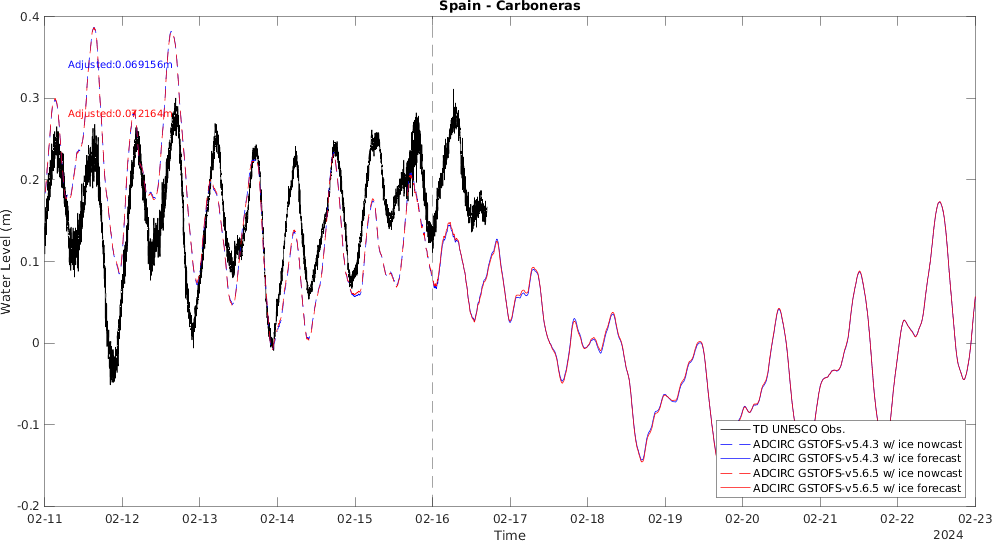 Spain - Carboneras
0.4
0.3
0.2
0.1
0
-0.1
-0.2
Water Level (m)
Adjusted:0.069156m
Adjusted:0.072164m
TD UNESCO Obs.
ADCIRC GSTOFS-v5.4.3 w/ ice nowcast
ADCIRC GSTOFS-v5.4.3 w/ ice forecast
ADCIRC GSTOFS-v5.6.5 w/ ice nowcast
ADCIRC GSTOFS-v5.6.5 w/ ice forecast
02-11 02-12 02-13 02-14 02-15 02-16 02-17 02-18 02-19 02-20 02-21 02-22 02-23
Time
2024